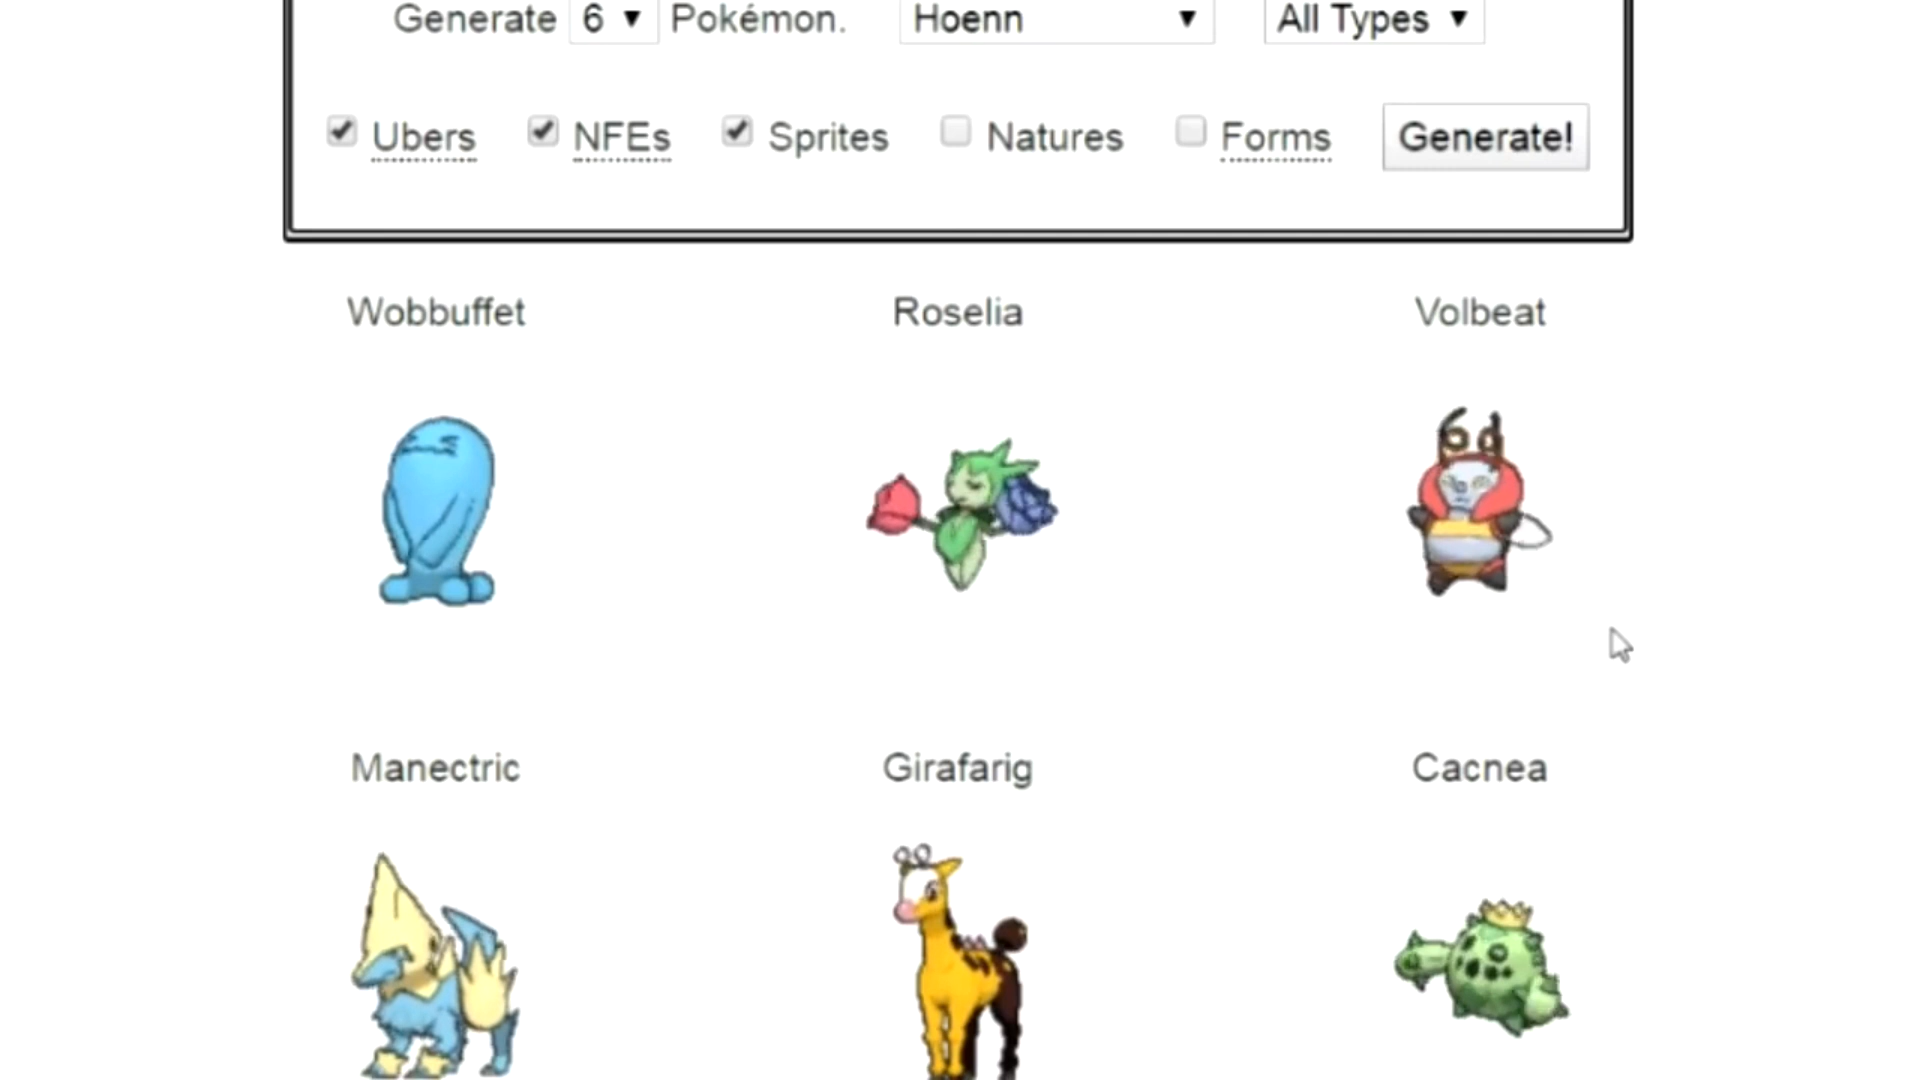 Generate 6 Pokémon. Hoenn All Types
Ubers NFEs Sprites Natures Forms Generate!
Wobbuffet Roselia Volbeat
Manectric Girafarig Cacnea